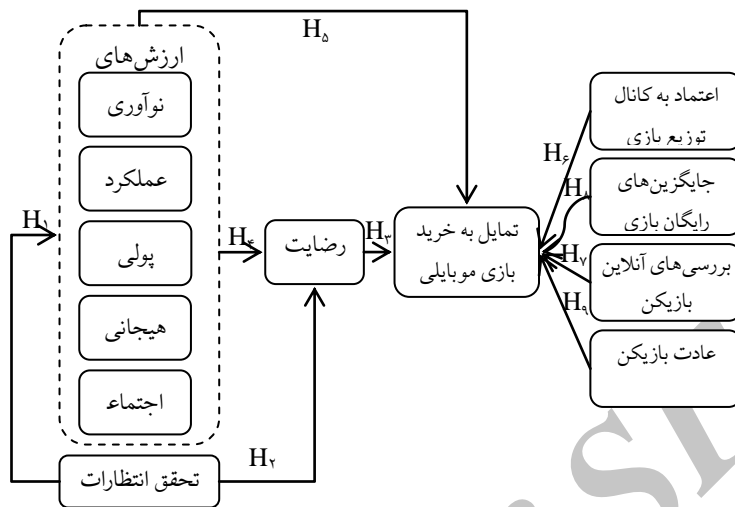 H۵
ارزش‌های
نوآوری
عملکرد
پولی
هیجانی
اجتماع
H۱
تحقق انتظارات
H۲
H۴
رضایت
H۳
تمایل به خرید
بازی موبایلی
H۶
H۸
H۷
H۹
اعتماد به کانال
توزیع بازی
جایگزین‌های
رایگان بازی
بررسی‌های آنلاین
بازیکن
عادت بازیکن